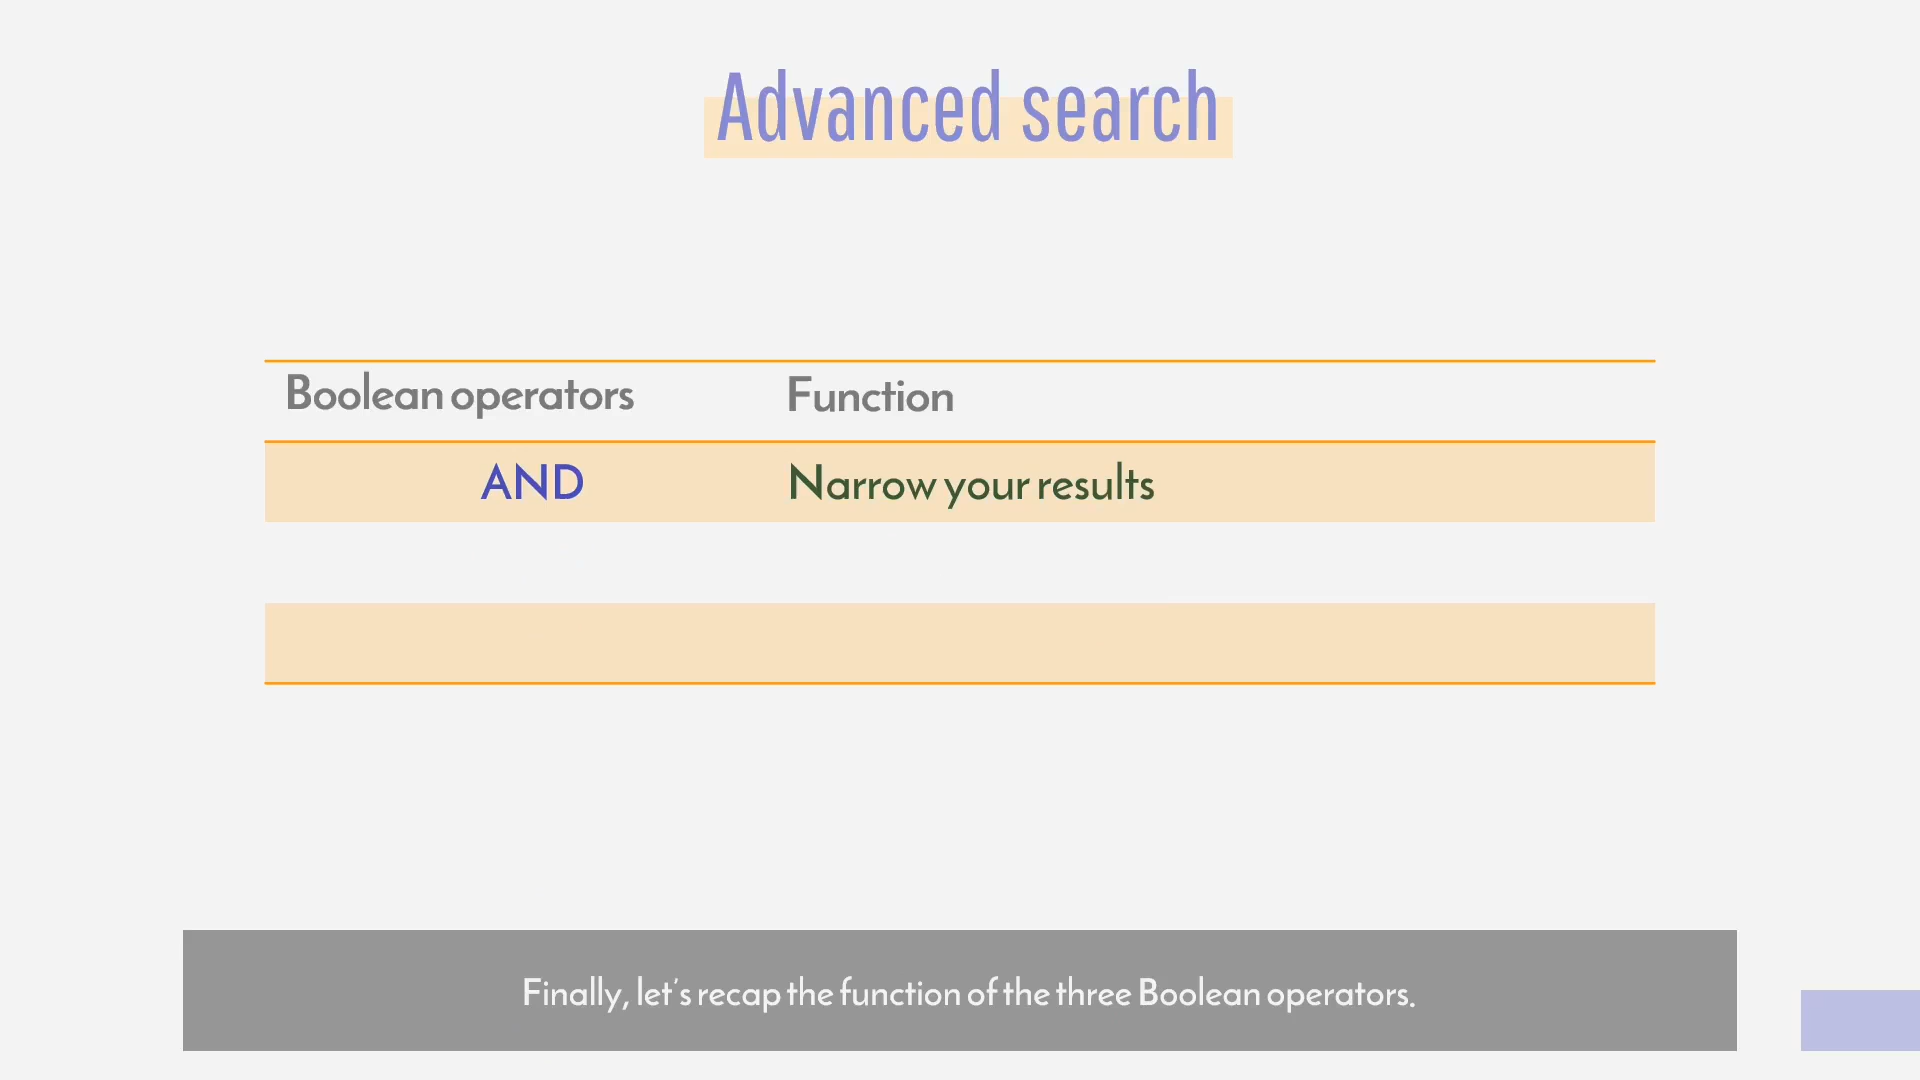 Advanced search
Boolean operators Function
AND Narrow your results
Finally, let's recap the function of the three Boolean operators.